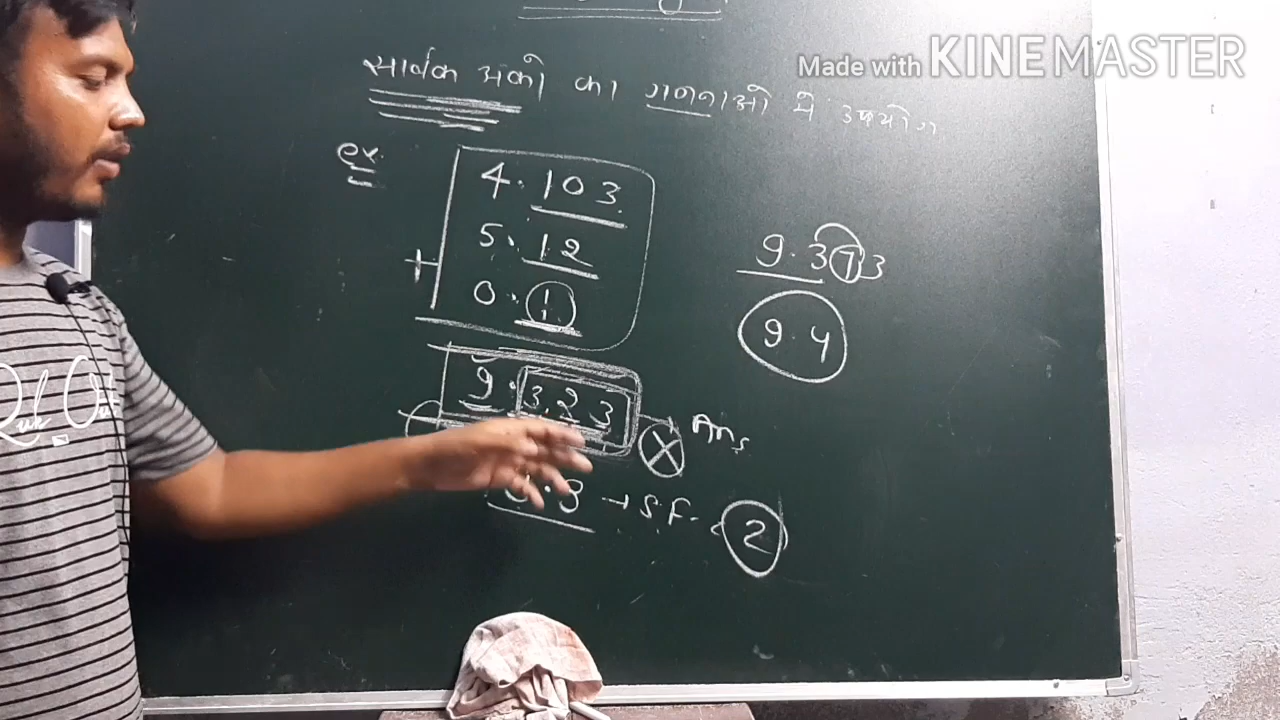 Made with KINEMASTER
सार्थक अंको का गणनाओ मे उपयोग
ex.
4.103
5.12
+
0.1
9.323
Ans
.3 → S.F. 2
9.373
9.4